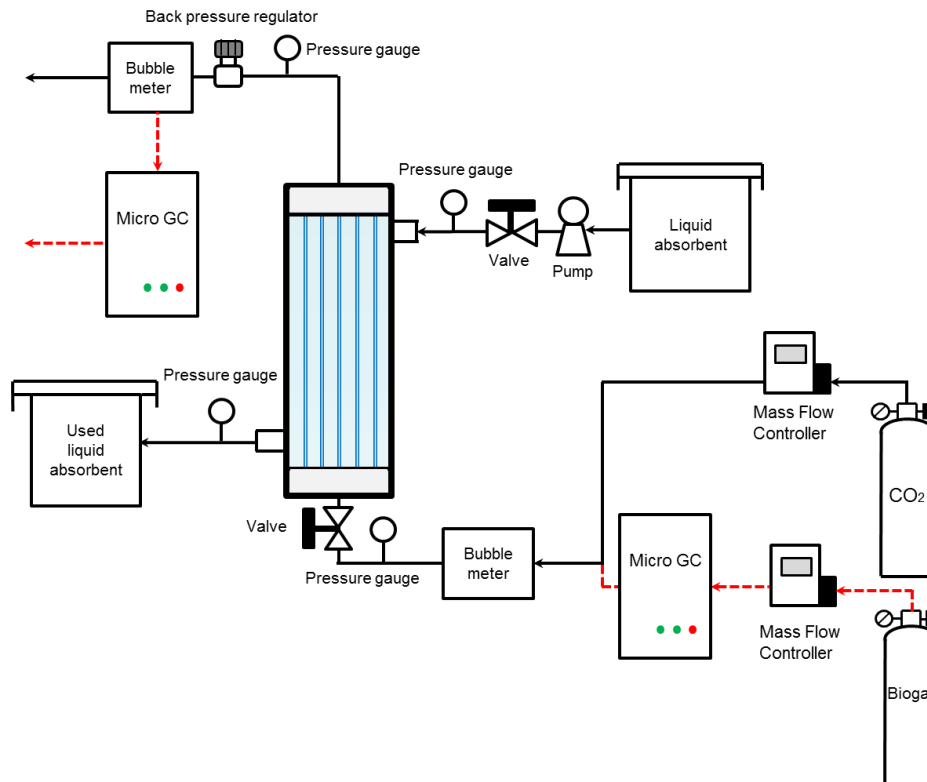 Back pressure regulator
Pressure gauge
Bubble
meter
Micro GC
Pressure gauge
Valve
Pump
Liquid
absorbent
Pressure gauge
Used
liquid
absorbent
Mass Flow
Controller
CO2
Valve
Pressure gauge
Bubble
meter
Micro GC
Mass Flow
Controller
Bioga